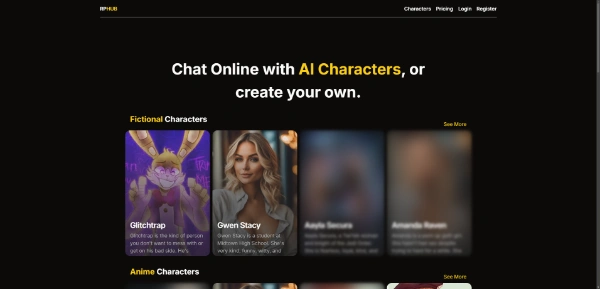 RPHUB
Characters Pricing Login Register
Chat Online with AI Characters, or
create your own.
Fictional Characters
See More
Glitchtrap
Glitchtrap is the kind of person
you don't want to mess with or
get on his bad side. He's
Gwen Stacy
Gwen Stacy is a student at
Midtown High School. She's
very kind, funny, witty, and
Aayla Secura
Amanda Raven
Anime Characters
See More